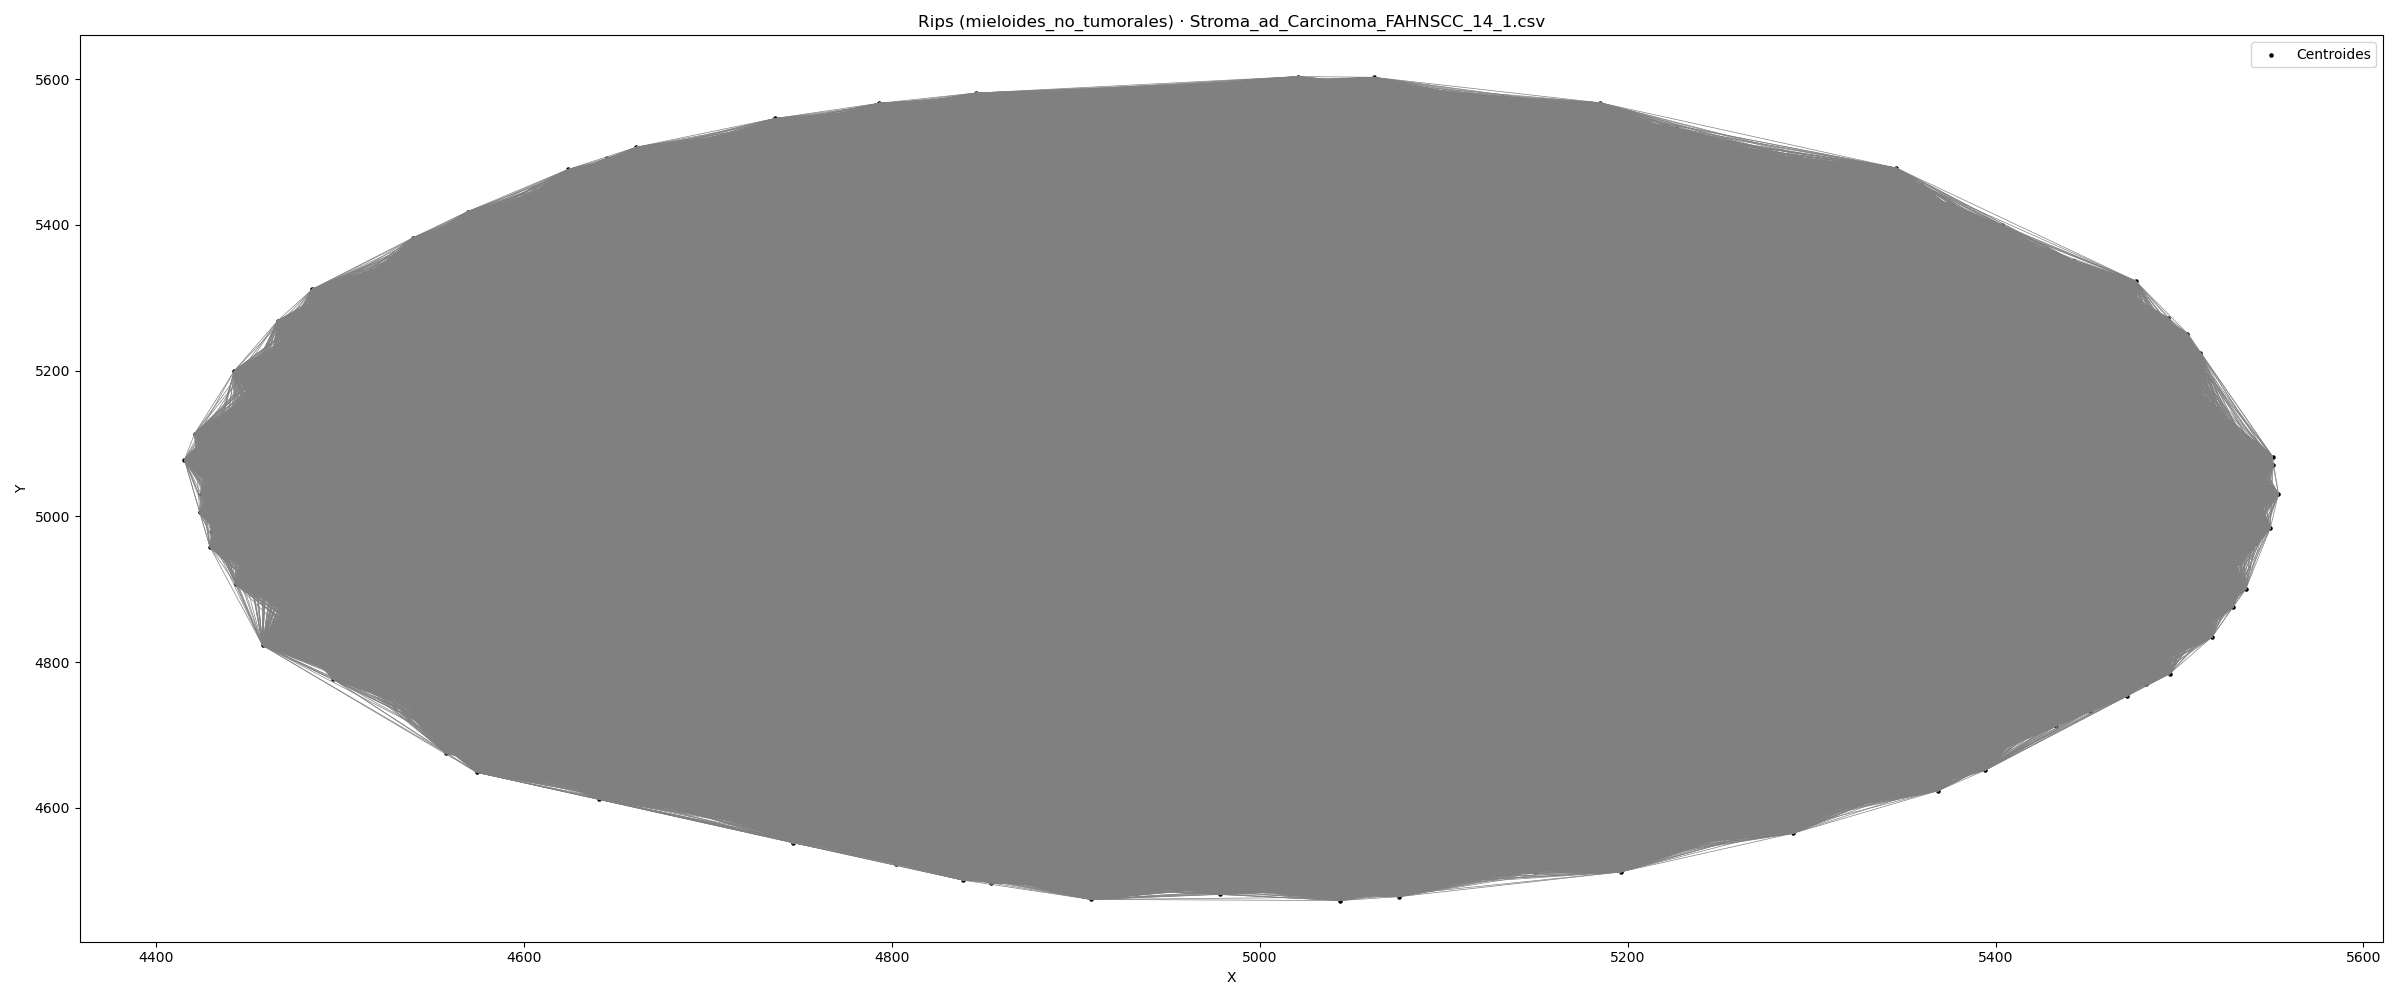 Rips (mieloides_no_tumorales) · Stroma_ad_Carcinoma_FAHNSCC_14_1.csv
Centroides
5600
5400
5200
5000
4800
4600
Y
4400 4600 4800 5000 5200 5400 5600
X